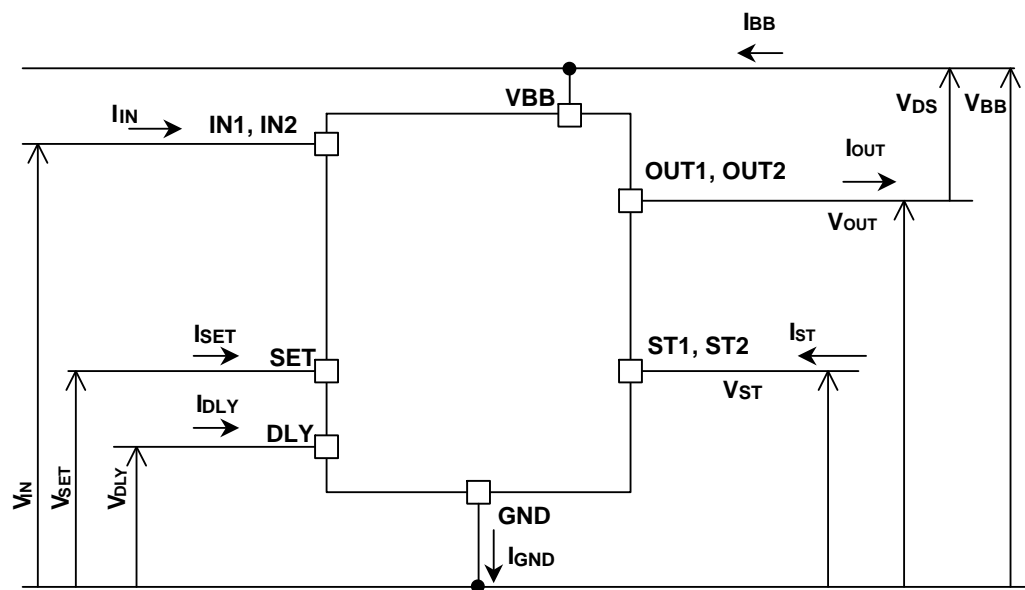 IBB
VBB
VDS
VBB
IIN
IN1, IN2
IOUT
OUT1, OUT2
VOUT
ISET
SET
IST
ST1, ST2
VST
IDLY
DLY
VIN
VSET
VDLY
GND
IGND